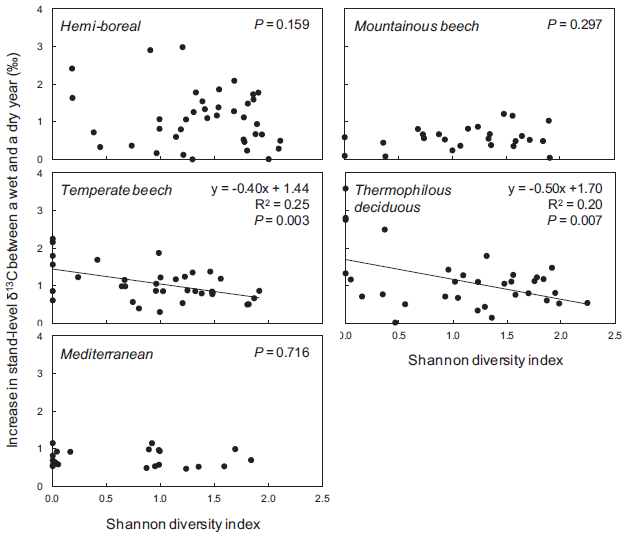 Increase in stand-level δ¹³C between a wet and a dry year (‰)
4
3
2
1
0
Hemi-boreal
P = 0.159
Mountainous beech
P = 0.297
4
3
2
1
0
Temperate beech
y = -0.40x + 1.44
R² = 0.25
P = 0.003
Thermophilous
deciduous
y = -0.50x +1.70
R² = 0.20
P = 0.007
0.0 0.5 1.0 1.5 2.0 2.5
Shannon diversity index
4
3
2
1
0
Mediterranean
P = 0.716
0.0 0.5 1.0 1.5 2.0 2.5
Shannon diversity index